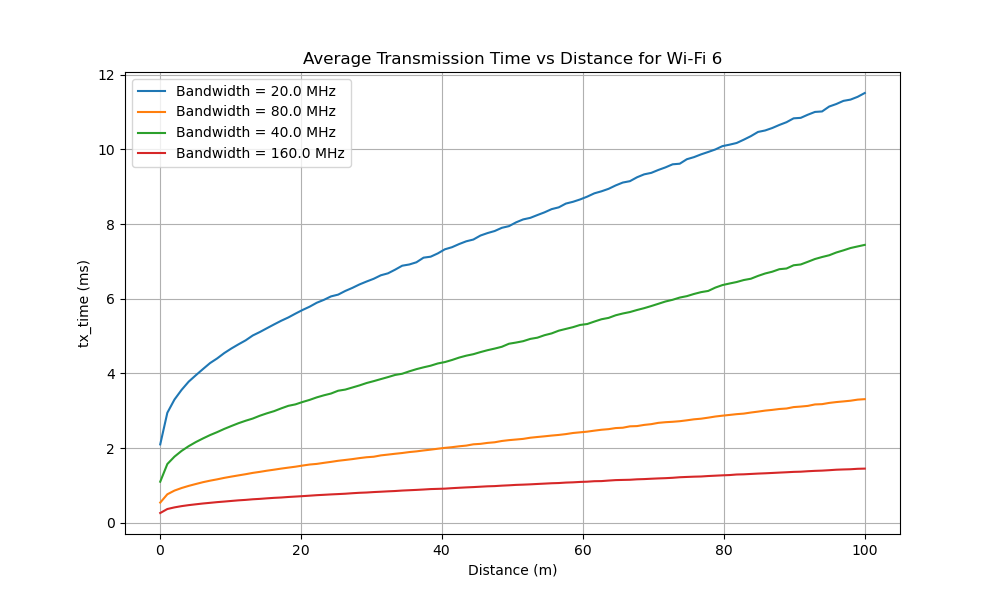 Average Transmission Time vs Distance for Wi-Fi 6
Bandwidth = 20.0 MHz
Bandwidth = 80.0 MHz
Bandwidth = 40.0 MHz
Bandwidth = 160.0 MHz
tx_time (ms)
12
10
8
6
4
2
0
0 20 40 60 80 100
Distance (m)